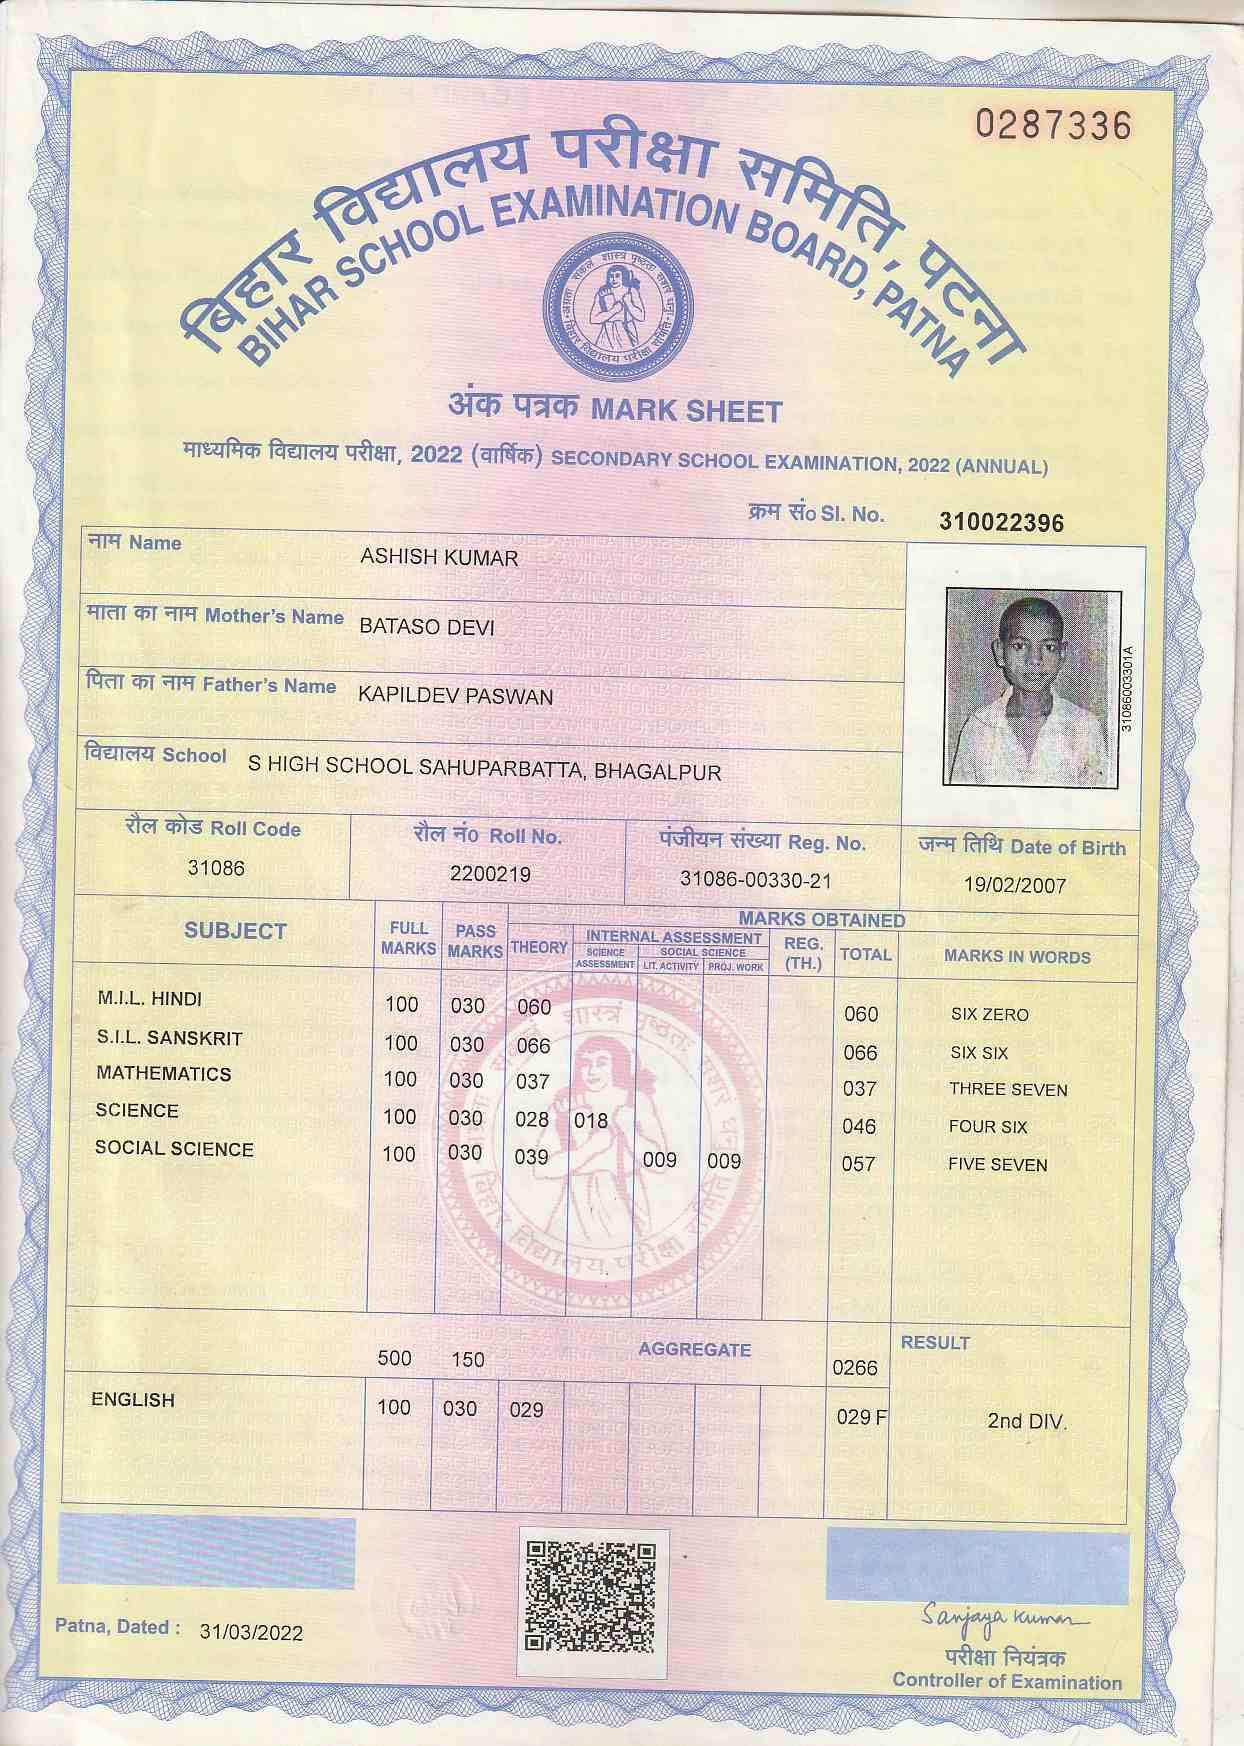 0287336
बिहार विद्यालय परीक्षा समिति, पटना
BIHAR SCHOOL EXAMINATION BOARD, PATNA
बिहार विद्यालय परीक्षा समिति
अंक पत्रक MARK SHEET
माध्यमिक विद्यालय परीक्षा, 2022 (वार्षिक) SECONDARY SCHOOL EXAMINATION, 2022 (ANNUAL)
क्रम सं० Sl. No. 310022396
नाम Name ASHISH KUMAR
माता का नाम Mother's Name BATASO DEVI
पिता का नाम Father's Name KAPILDEV PASWAN
विद्यालय School S HIGH SCHOOL SAHUPARBATTA, BHAGALPUR
31086003301A
रौल कोड Roll Code रौल नं० Roll No. पंजीयन संख्या Reg. No. जन्म तिथि Date of Birth
31086 2200219 31086-00330-21 19/02/2007
SUBJECT FULL MARKS PASS MARKS MARKS OBTAINED
THEORY INTERNAL ASSESSMENT REG. (TH.) TOTAL MARKS IN WORDS
SCIENCE ASSESSMENT SOCIAL SCIENCE
LIT. ACTIVITY PROJ. WORK
M.I.L. HINDI 100 030 060 060 SIX ZERO
S.I.L. SANSKRIT 100 030 066 066 SIX SIX
MATHEMATICS 100 030 037 037 THREE SEVEN
SCIENCE 100 030 028 018 046 FOUR SIX
SOCIAL SCIENCE 100 030 039 009 009 057 FIVE SEVEN
बिहार विद्यालय परीक्षा समिति
500 150 AGGREGATE 0266 RESULT
ENGLISH 100 030 029 029 F 2nd DIV.
Patna, Dated : 31/03/2022
Sanjaya Kumar
परीक्षा नियंत्रक
Controller of Examination